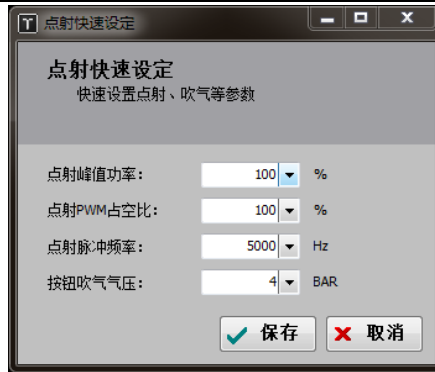 点射快速设定
点射快速设定
快速设置点射、吹气等参数
点射峰值功率： 100 %
点射PWM占空比： 100 %
点射脉冲频率： 5000 Hz
按钮吹气气压： 4 BAR
保存 取消